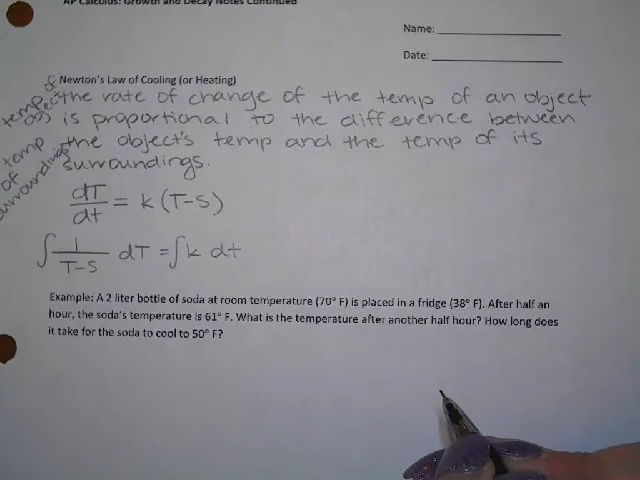 AP Calculus: Growth and Decay Notes Continued
Name:
Date:
Newton's Law of Cooling (or Heating)
The rate of change of the temp of an object
is proportional to the difference between
the object's temp and the temp of its
surroundings.
temp of
object
temp
of
surroundings
dT/dt = k(T-S)
∫ 1/(T-S) dT = ∫ k dt
Example: A 2 liter bottle of soda at room temperature (70° F) is placed in a fridge (38° F). After half an
hour, the soda's temperature is 61° F. What is the temperature after another half hour? How long does
it take for the soda to cool to 50° F?